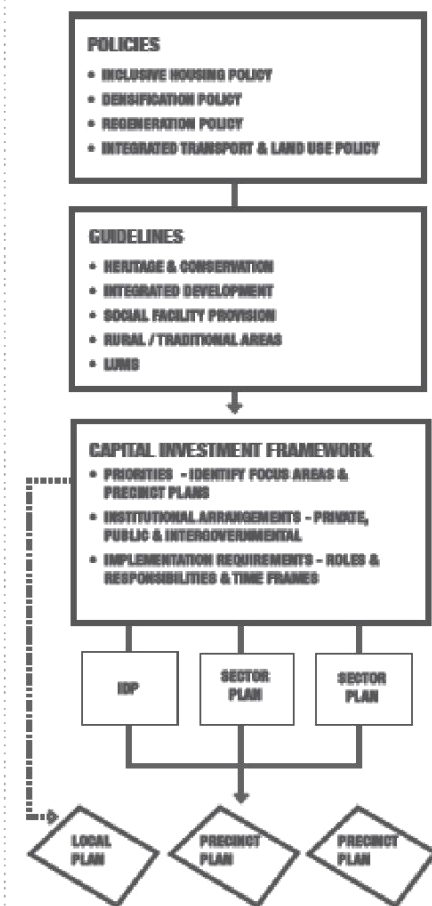 POLICIES
• INCLUSIVE HOUSING POLICY
• DENSIFICATION POLICY
• REGENERATION POLICY
• INTEGRATED TRANSPORT & LAND USE POLICY
GUIDELINES
• HERITAGE & CONSERVATION
• INTEGRATED DEVELOPMENT
• SOCIAL FACILITY PROVISION
• RURAL / TRADITIONAL AREAS
• LUMS
CAPITAL INVESTMENT FRAMEWORK
• PRIORITIES - IDENTIFY FOCUS AREAS &
PRECINCT PLANS
• INSTITUTIONAL ARRANGEMENTS - PRIVATE,
PUBLIC & INTERGOVERNMENTAL
• IMPLEMENTATION REQUIREMENTS - ROLES &
RESPONSIBILITIES & TIME FRAMES
IDP
SECTOR
PLAN
SECTOR
PLAN
LOCAL
PLAN
PRECINCT
PLAN
PRECINCT
PLAN